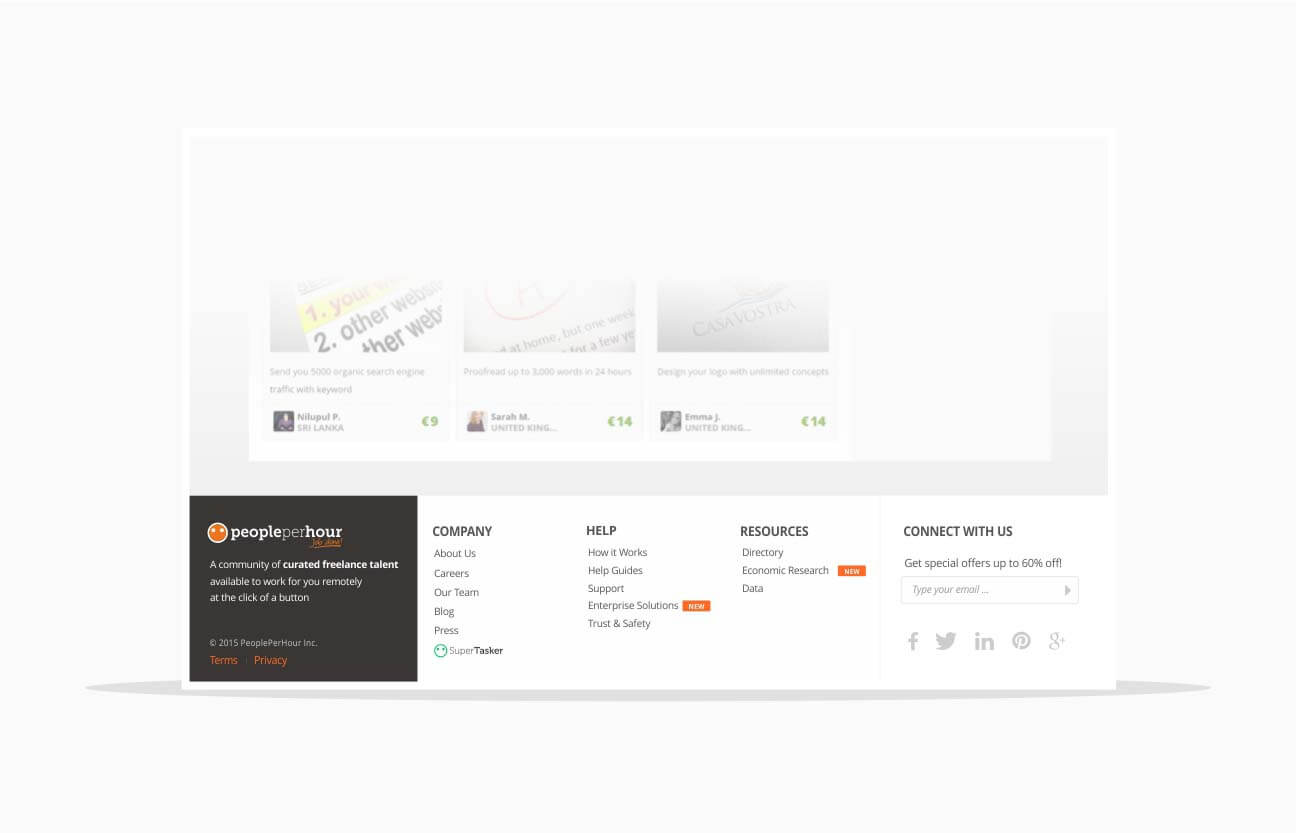 1. your w
2. other websi
ther web
d at home, but one week
for a few ye
CASAVOSTRA
Send you 5000 organic search engine
traffic with keyword
Proofread up to 3,000 words in 24 hours
Design your logo with unlimited concepts
Nilupul P.
SRI LANKA
€9
Sarah M.
UNITED KING...
€14
Emma J.
UNITED KING...
€14
peopleperhour
Job done!
A community of curated freelance talent
available to work for you remotely
at the click of a button
© 2015 PeoplePerHour Inc.
Terms | Privacy
COMPANY
About Us
Careers
Our Team
Blog
Press
SuperTasker
HELP
How it Works
Help Guides
Support
Enterprise Solutions NEW
Trust & Safety
RESOURCES
Directory
Economic Research NEW
Data
CONNECT WITH US
Get special offers up to 60% off!
Type your email ...